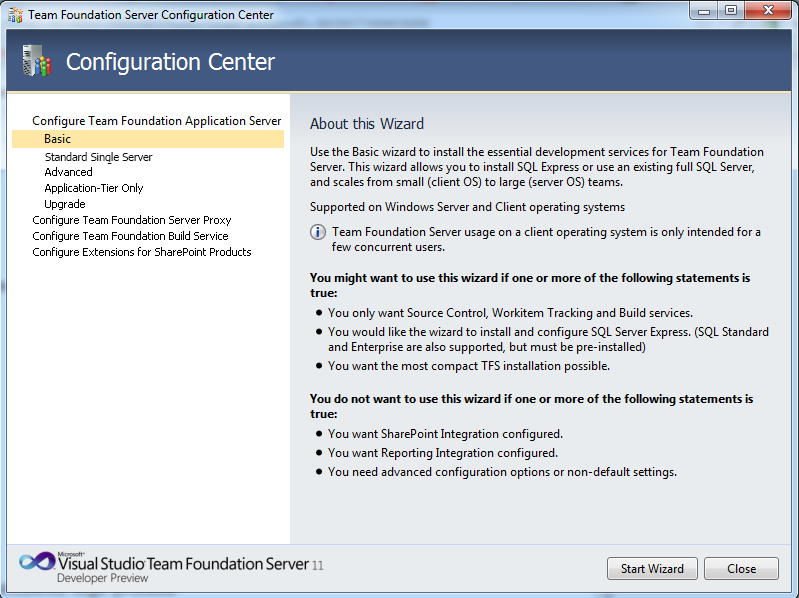 Team Foundation Server Configuration Center
Configuration Center
Configure Team Foundation Application Server
Basic
Standard Single Server
Advanced
Application-Tier Only
Upgrade
Configure Team Foundation Server Proxy
Configure Team Foundation Build Service
Configure Extensions for SharePoint Products
About this Wizard
Use the Basic wizard to install the essential development services for Team Foundation
Server. This wizard allows you to install SQL Express or use an existing full SQL Server,
and scales from small (client OS) to large (server OS) teams.
Supported on Windows Server and Client operating systems
Team Foundation Server usage on a client operating system is only intended for a
few concurrent users.
You might want to use this wizard if one or more of the following statements is
true:
• You only want Source Control, Workitem Tracking and Build services.
• You would like the wizard to install and configure SQL Server Express. (SQL Standard
and Enterprise are also supported, but must be pre-installed)
• You want the most compact TFS installation possible.
You do not want to use this wizard if one or more of the following statements is
true:
• You want SharePoint Integration configured.
• You want Reporting Integration configured.
• You need advanced configuration options or non-default settings.
Microsoft®
Visual Studio® Team Foundation Server 11
Developer Preview
Start Wizard
Close